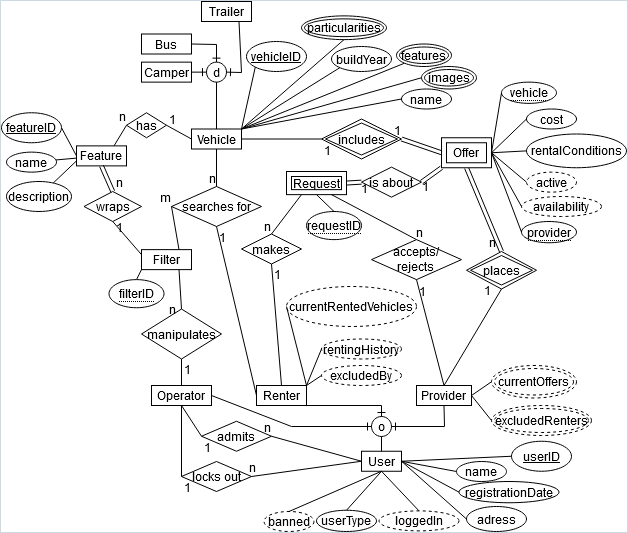 Trailer
particularities
Bus
vehicleID
buildYear
features
Camper
d
images
vehicle
name
cost
n
1
featureID
has
Vehicle
includes
1
1
Offer
rentalConditions
name
Feature
n
Request
1
is about
1
active
description
n
wraps
m
searches for
availability
n
requestID
provider
1
1
n
makes
n
accepts/
rejects
n
Filter
places
filterID
1
1
1
currentRentedVehicles
n
manipulates
rentingHistory
1
1
excludedBy
currentOffers
Operator
Renter
Provider
excludedRenters
1
admits
n
o
userID
User
name
1
locks out
n
registrationDate
banned
userType
loggedIn
adress